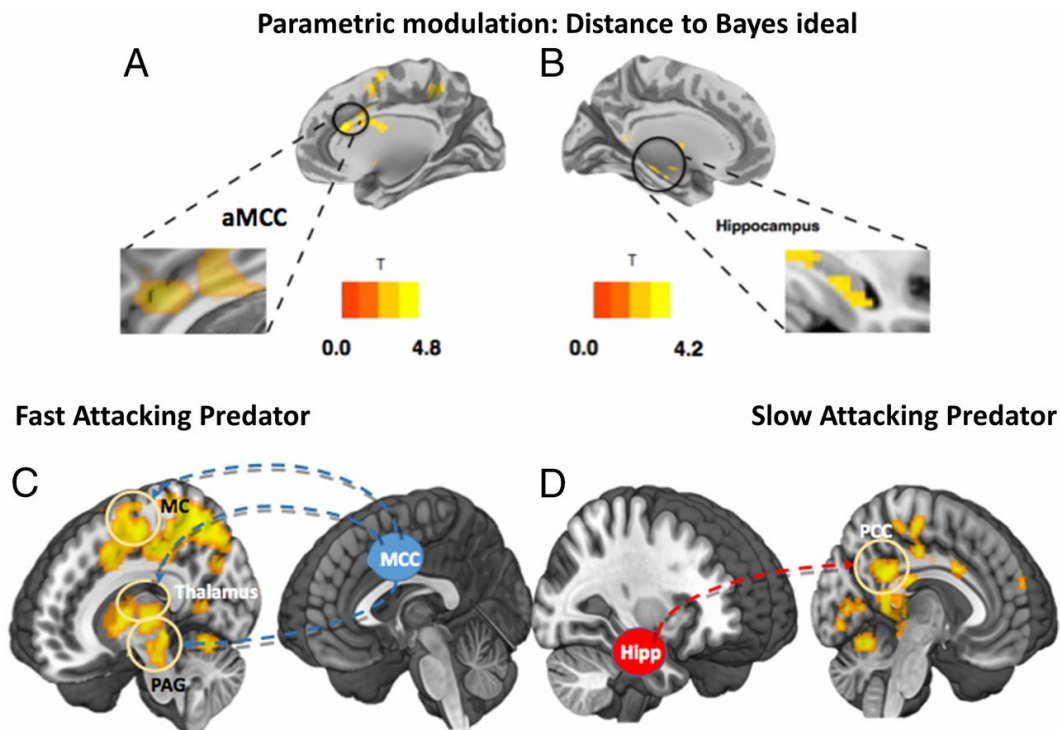 Parametric modulation: Distance to Bayes ideal
A
B
aMCC
Hippocampus
T
T
0.0 4.8
0.0 4.2
Fast Attacking Predator
Slow Attacking Predator
C
D
MC
MCC
Thalamus
PAG
Hipp
PCC